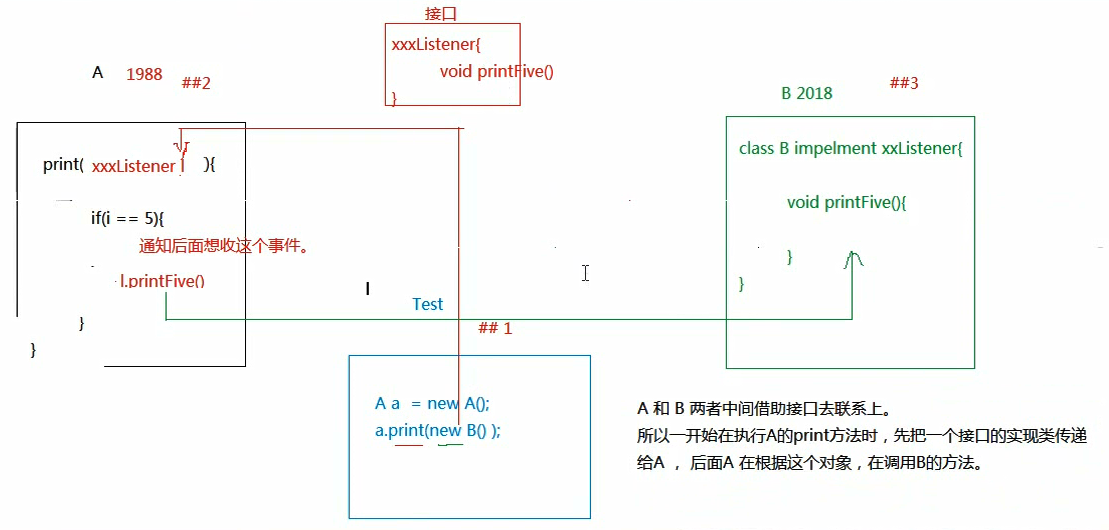 接口
xxxListener{
void printFive()
}
A 1988 ##2
print( xxxListener l ){
if(i == 5){
通知后面想收这个事件。
l.printFive()
}
}
B 2018 ##3
class B impelment xxListener{
void printFive(){
}
}
Test
## 1
A a = new A();
a.print(new B() );
A 和 B 两者中间借助接口去联系上。
所以一开始在执行A的print方法时，先把一个接口的实现类传递
给A ， 后面A 在根据这个对象，在调用B的方法。